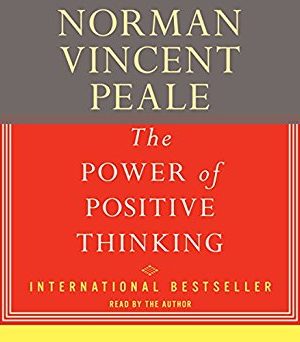 NORMAN
VINCENT
PEALE
The
POWER of
POSITIVE
THINKING
INTERNATIONAL BESTSELLER
READ BY THE AUTHOR